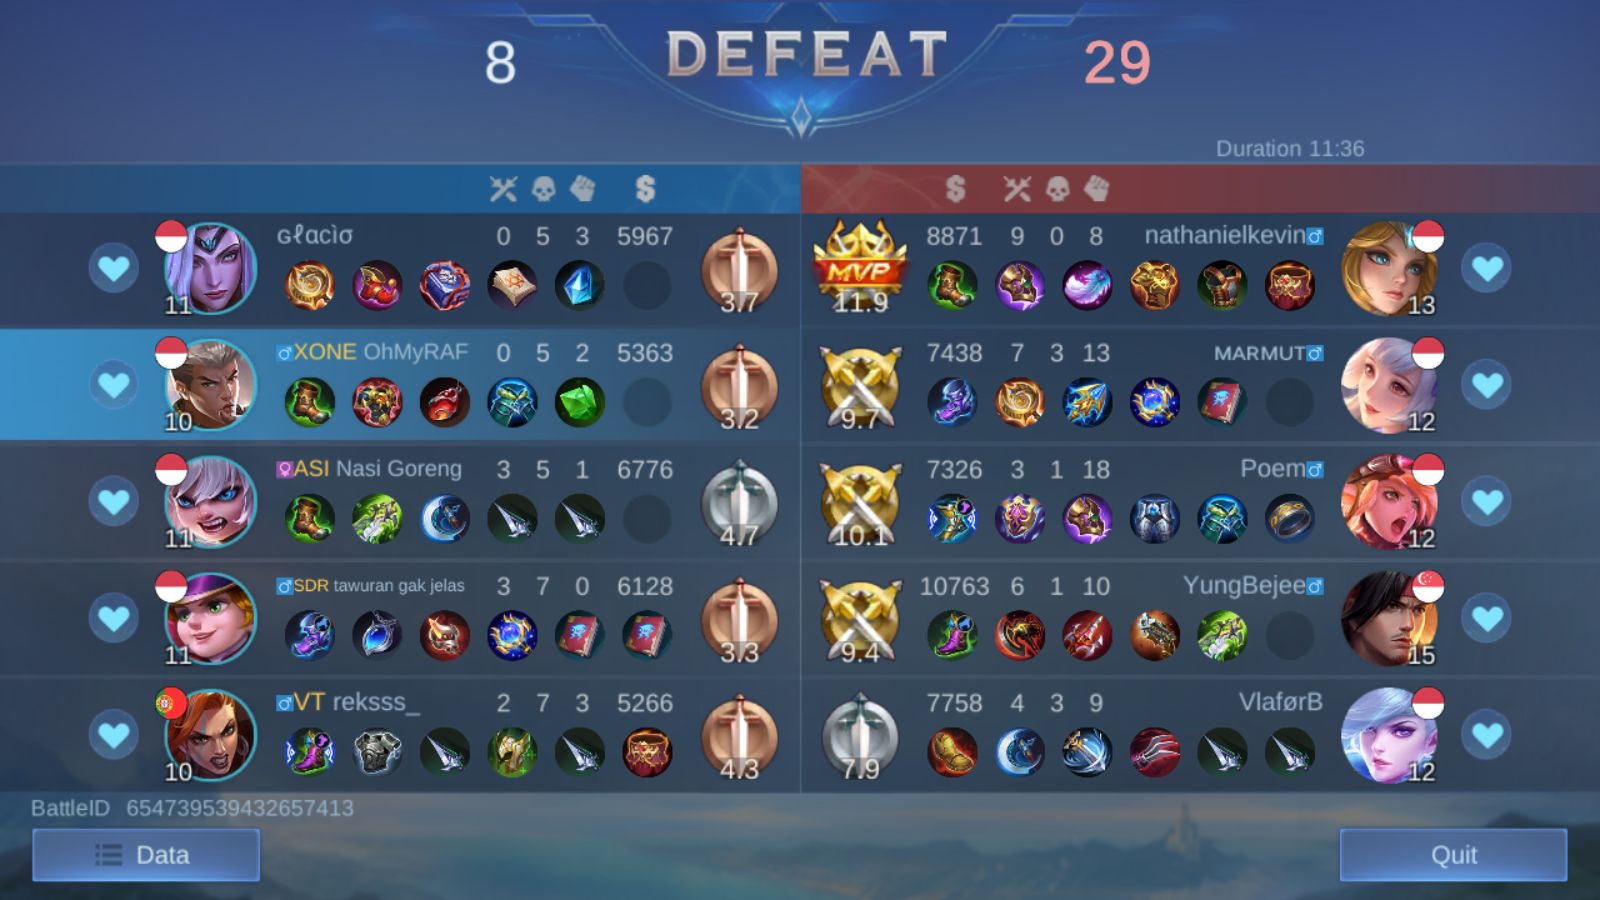 8 DEFEAT 29
Duration 11:36
ɢℓαcìσ 0 5 3 5967
11 3.7
MVP 8871 9 0 8 nathanielkevin
11.9 13
XONE OhMyRAF 0 5 2 5363
10 3.2
7438 7 3 13 MARMUT
9.7 12
ASI Nasi Goreng 3 5 1 6776
11 4.7
7326 3 1 18 Poem
10.1 12
SDR tawuran gak jelas 3 7 0 6128
11 3.3
10763 6 1 10 YungBejee
9.4 15
VT reksss_ 2 7 3 5266
10 4.3
7758 4 3 9 VlaførB
7.9 12
BattleID 654739539432657413
Data
Quit